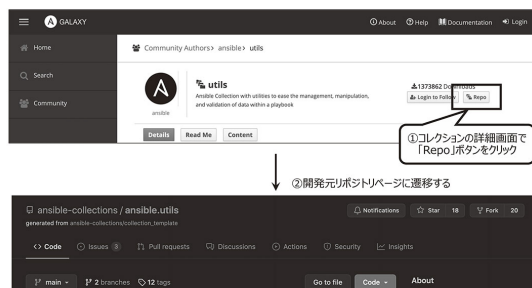 A GALAXY
About Help Documentation Login
Home
Search
Community
Community Authors> ansible> utils
ansible
utils
Ansible Collection with utilities to ease the management, manipulation,
and validation of data within a playbook
1373862 Downloads
Login to Follow Repo
Details Read Me Content
①コレクションの詳細画面で
「Repo」ボタンをクリック
②開発元リポジトリページに遷移する
ansible-collections / ansible.utils
generated from ansible-collections/collection_template
Notifications Star 18 Fork 20
Code Issues 3 Pull requests Discussions Actions Security Insights
main 2 branches 12 tags
Go to file Code About